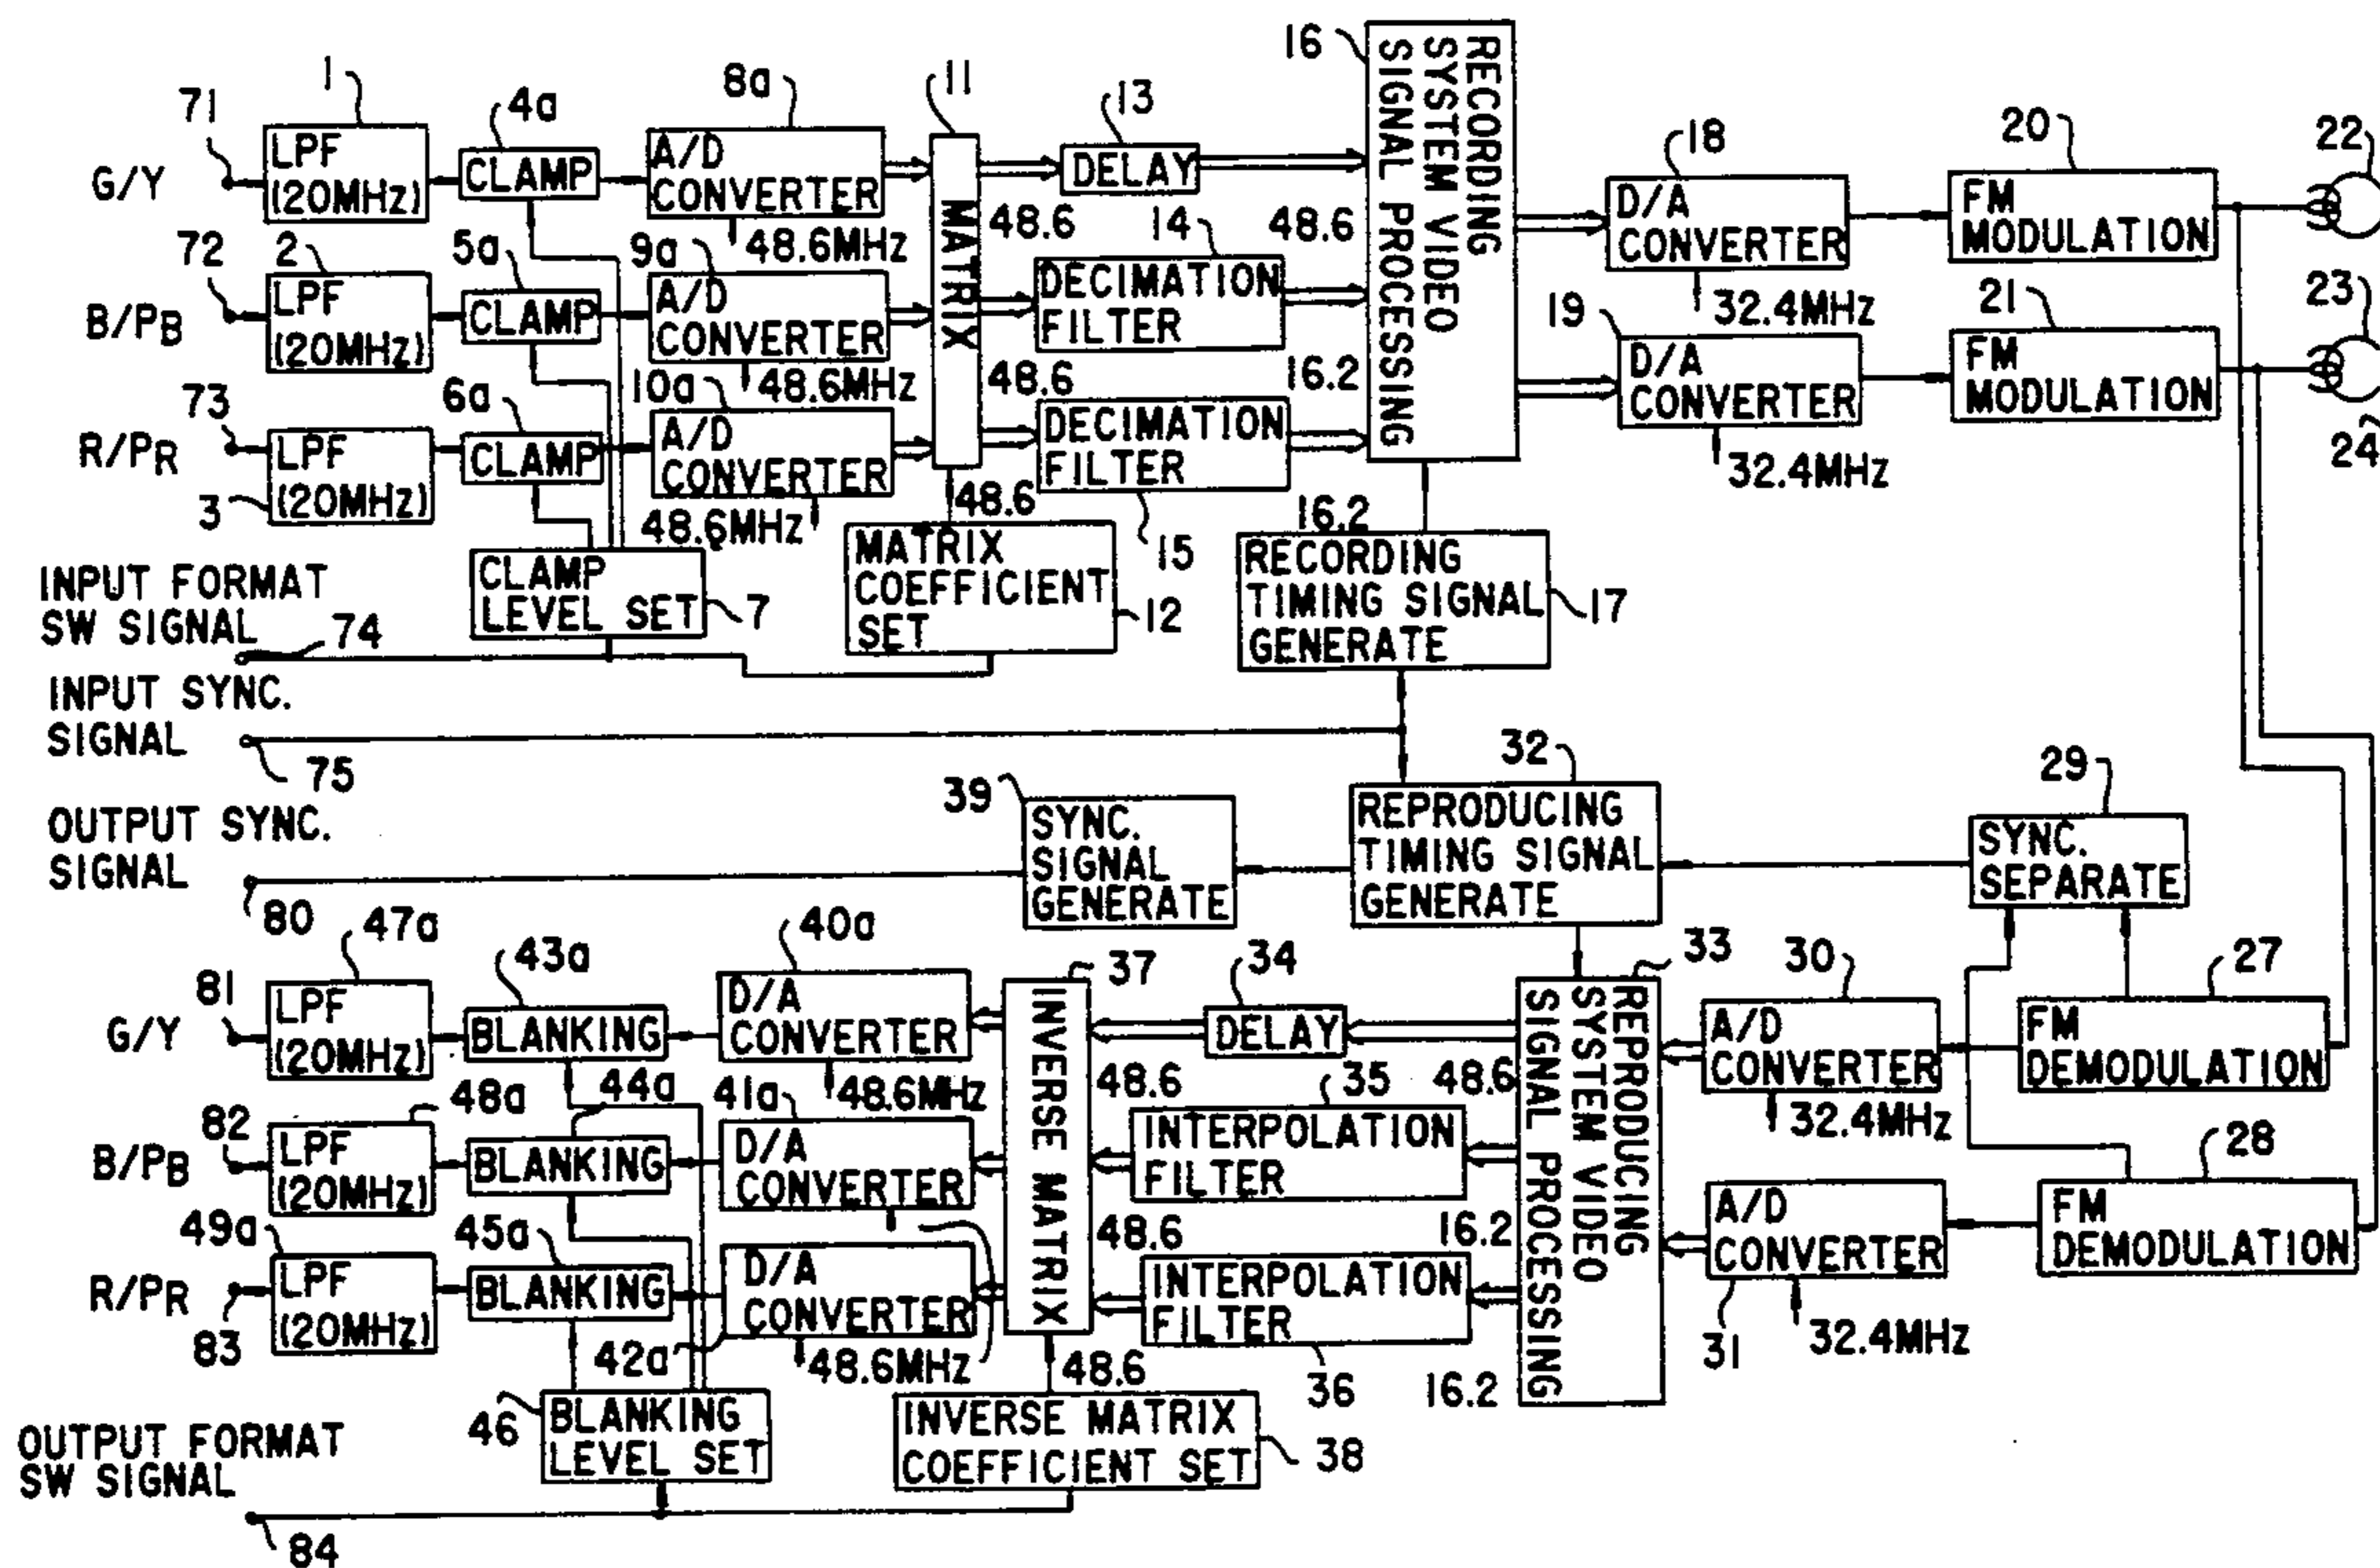 1
71
G/Y
LPF
(20MHz)
4a
CLAMP
8a
A/D
CONVERTER
48.6MHz
11
MATRIX
13
DELAY
48.6
48.6
16
RECORDING
SYSTEM VIDEO
SIGNAL PROCESSING
18
D/A
CONVERTER
32.4MHz
20
FM
MODULATION
22
72
B/PB
2
LPF
(20MHz)
5a
CLAMP
9a
A/D
CONVERTER
48.6MHz
14
DECIMATION
FILTER
48.6
16.2
19
D/A
CONVERTER
32.4MHz
21
FM
MODULATION
23
24
73
R/PR
3
LPF
(20MHz)
6a
CLAMP
10a
A/D
CONVERTER
48.6MHz
48.6
DECIMATION
FILTER
15
16.2
INPUT FORMAT
SW SIGNAL
74
CLAMP
LEVEL SET
7
MATRIX
COEFFICIENT
SET
12
RECORDING
TIMING SIGNAL
GENERATE
17
INPUT SYNC.
SIGNAL
75
OUTPUT SYNC.
SIGNAL
80
39
SYNC.
SIGNAL
GENERATE
32
REPRODUCING
TIMING SIGNAL
GENERATE
29
SYNC.
SEPARATE
81
G/Y
47a
LPF
(20MHz)
43a
BLANKING
40a
D/A
CONVERTER
48.6MHz
37
INVERSE MATRIX
34
DELAY
48.6
48.6
33
REPRODUCING
SYSTEM VIDEO
SIGNAL PROCESSING
30
A/D
CONVERTER
32.4MHz
27
FM
DEMODULATION
82
B/PB
48a
LPF
(20MHz)
44a
BLANKING
41a
D/A
CONVERTER
35
INTERPOLATION
FILTER
48.6
16.2
31
A/D
CONVERTER
32.4MHz
28
FM
DEMODULATION
83
R/PR
49a
LPF
(20MHz)
45a
BLANKING
42a
D/A
CONVERTER
48.6MHz
48.6
INTERPOLATION
FILTER
36
16.2
OUTPUT FORMAT
SW SIGNAL
84
46
BLANKING
LEVEL SET
INVERSE MATRIX
COEFFICIENT SET
38